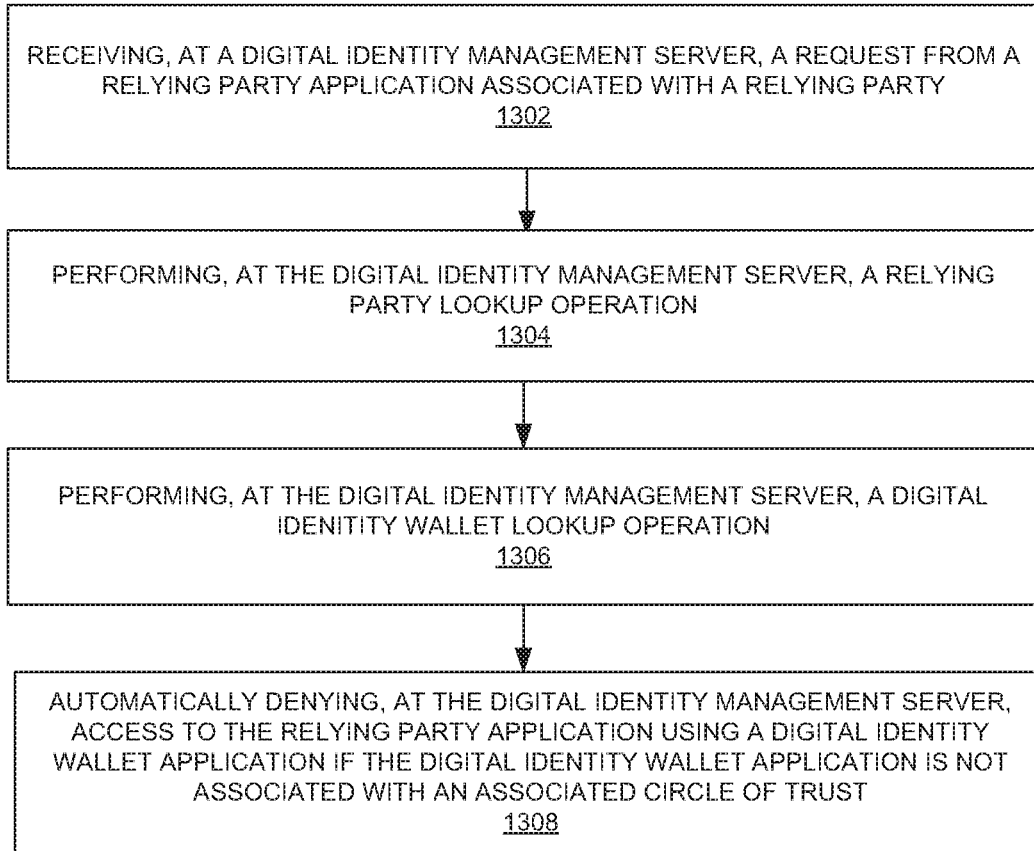 RECEIVING, AT A DIGITAL IDENTITY MANAGEMENT SERVER, A REQUEST FROM A
RELYING PARTY APPLICATION ASSOCIATED WITH A RELYING PARTY
1302
PERFORMING, AT THE DIGITAL IDENTITY MANAGEMENT SERVER, A RELYING
PARTY LOOKUP OPERATION
1304
PERFORMING, AT THE DIGITAL IDENTITY MANAGEMENT SERVER, A DIGITAL
IDENITITY WALLET LOOKUP OPERATION
1306
AUTOMATICALLY DENYING, AT THE DIGITAL IDENTITY MANAGEMENT SERVER,
ACCESS TO THE RELYING PARTY APPLICATION USING A DIGITAL IDENTITY
WALLET APPLICATION IF THE DIGITAL IDENTITY WALLET APPLICATION IS NOT
ASSOCIATED WITH AN ASSOCIATED CIRCLE OF TRUST
1308